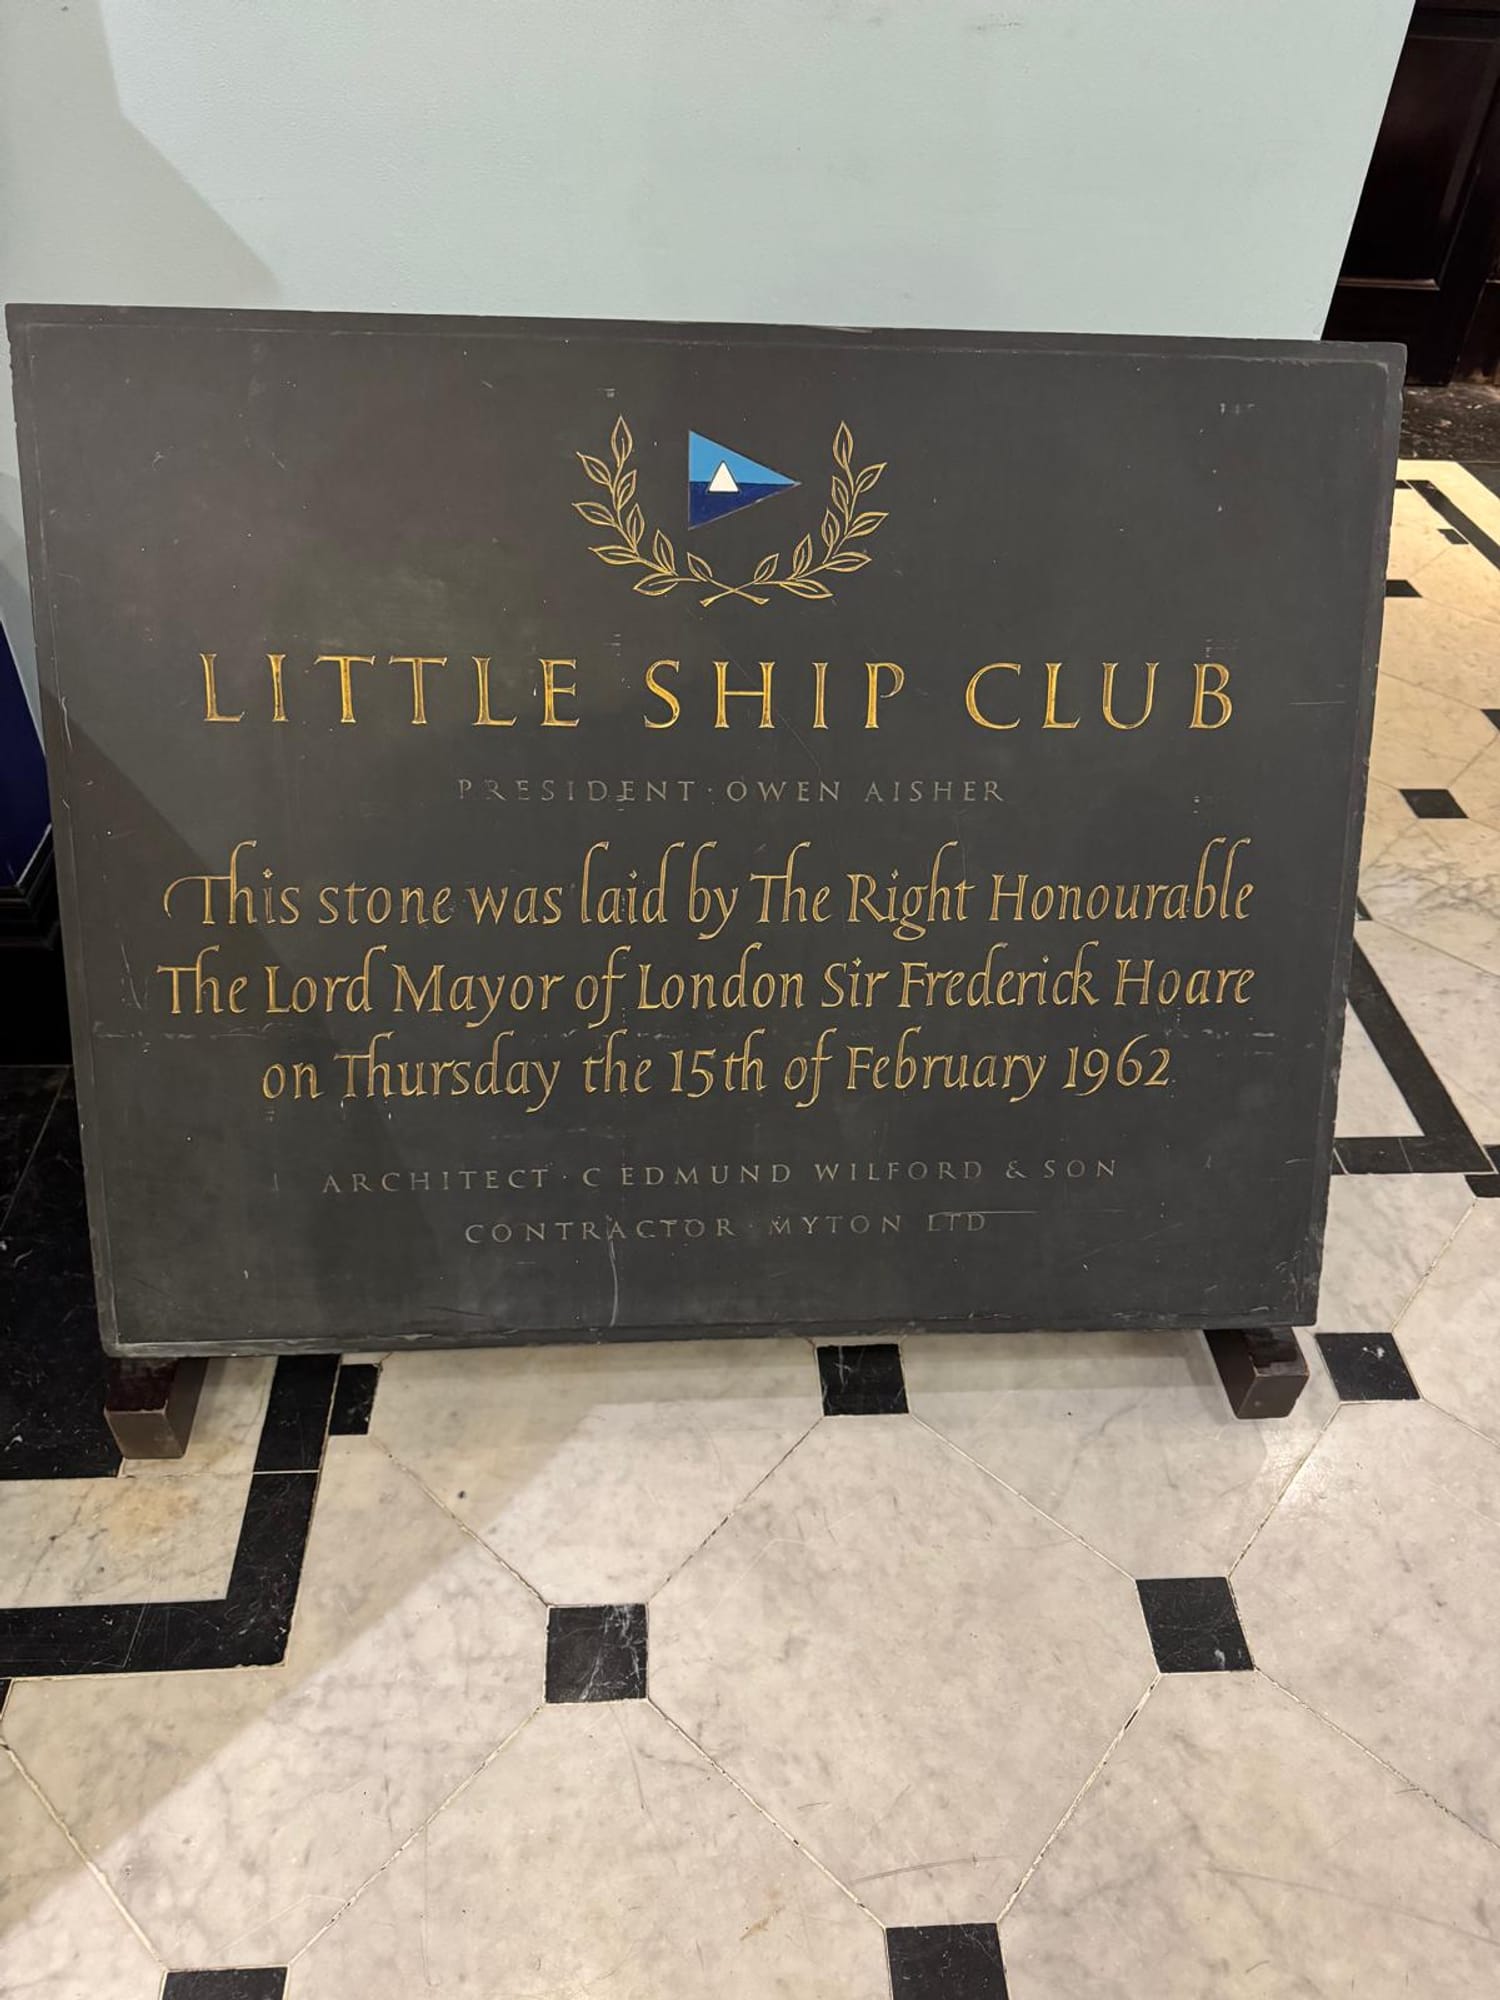 LITTLE SHIP CLUB
PRESIDENT · OWEN AISHER
This stone was laid by The Right Honourable
The Lord Mayor of London Sir Frederick Hoare
on Thursday the 15th of February 1962
ARCHITECT · C EDMUND WILFORD & SON
CONTRACTOR · MYTON LTD